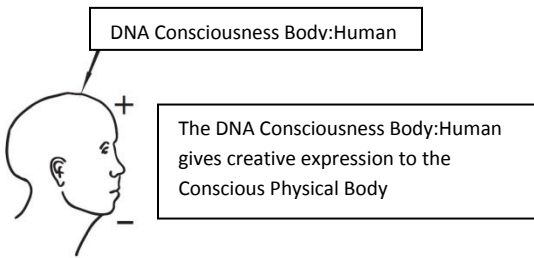 DNA Consciousness Body:Human
+
The DNA Consciousness Body:Human
gives creative expression to the
Conscious Physical Body
−